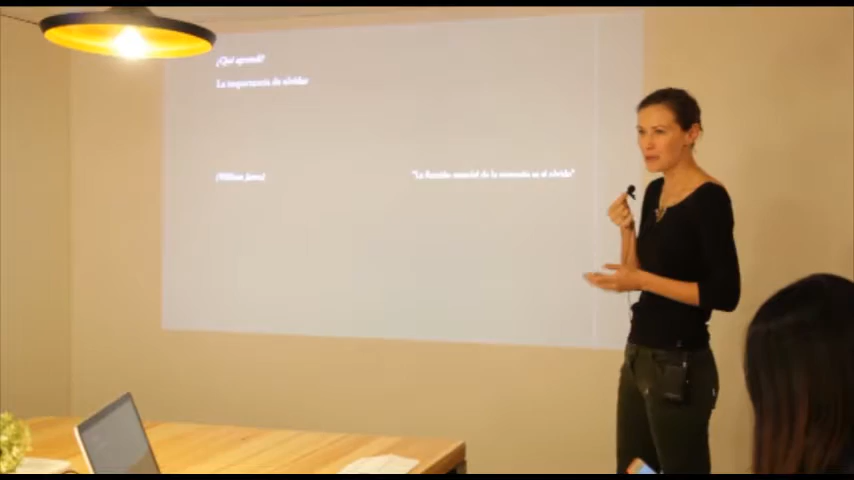 ¿Qué aprendí?
La importancia de olvidar
(William James)
"La función esencial de la memoria es el olvido"